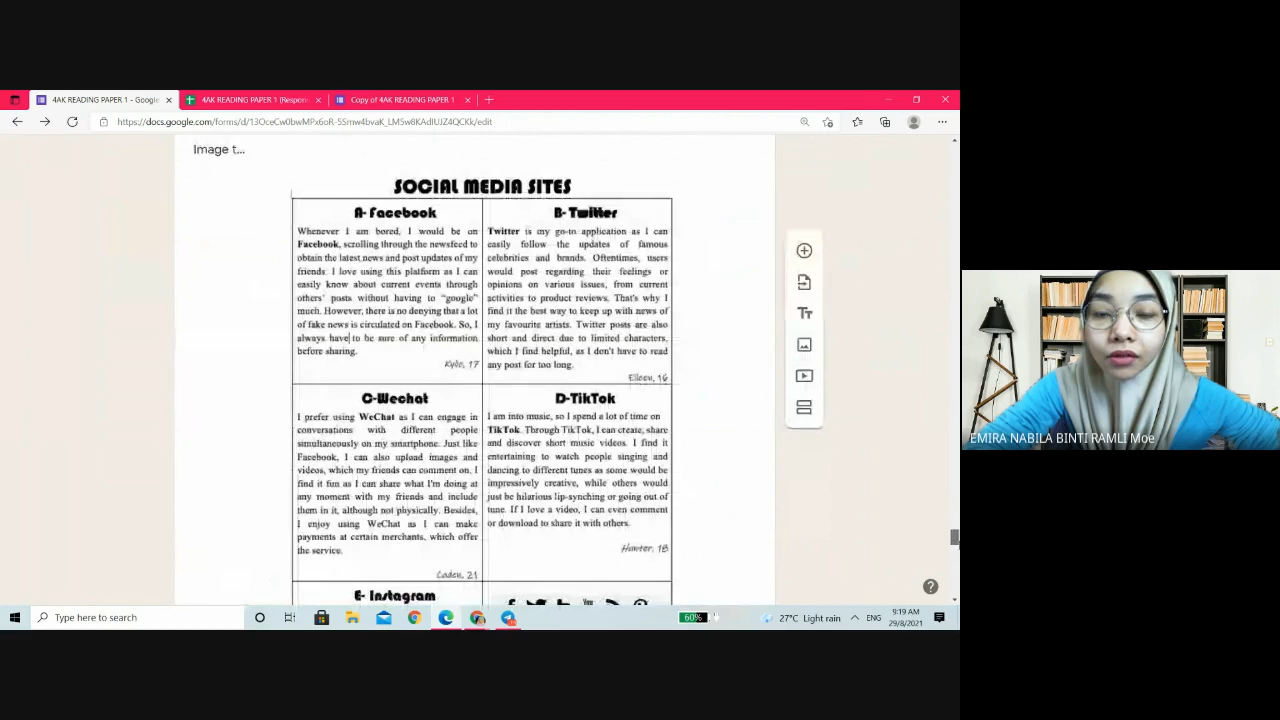 4AK READING PAPER 1 - Google
4AK READING PAPER 1 (Respon
Copy of 4AK READING PAPER 1
https://docs.google.com/forms/d/13OceCw0bwMPx6oR-5Smw4bvaK_LM5w8KAdIUJZ4QCKk/edit
Image t...
SOCIAL MEDIA SITES
A- Facebook
Whenever I am bored, I would be on
Facebook, scrolling through the newsfeed to
obtain the latest news and post updates of my
friends. I love using this platform as I can
easily know about current events through
others' posts without having to "google"
much. However, there is no denying that a lot
of fake news is circulated on Facebook. So, I
always have to be sure of any information
before sharing.
Kylie, 17
B- Twitter
Twitter is my go-to application as I can
easily follow the updates of famous
celebrities and brands. Oftentimes, users
would post regarding their feelings or
opinions on various issues, from current
activities to product reviews. That's why I
find it the best way to keep up with news of
my favourite artists. Twitter posts are also
short and direct due to limited characters,
which I find helpful, as I don't have to read
any post for too long.
Eileen, 16
C-Wechat
I prefer using WeChat as I can engage in
conversations with different people
simultaneously on my smartphone. Just like
Facebook, I can also upload images and
videos, which my friends can comment on. I
find it fun as I can share what I'm doing at
any moment with my friends and include
them in it, although not physically. Besides,
I enjoy using WeChat as I can make
payments at certain merchants, which offer
the service.
Caden, 21
D-TikTok
I am into music, so I spend a lot of time on
TikTok. Through TikTok, I can create, share
and discover short music videos. I find it
entertaining to watch people singing and
dancing to different tunes as some would be
impressively creative, while others would
just be hilarious lip-synching or going out of
tune. If I love a video, I can even comment
or download to share it with others.
Hunter, 18
E- Instagram
EMIRA NABILA BINTI RAMLI Moe
Type here to search
60%
27°C Light rain
ENG
9:19 AM
29/8/2021